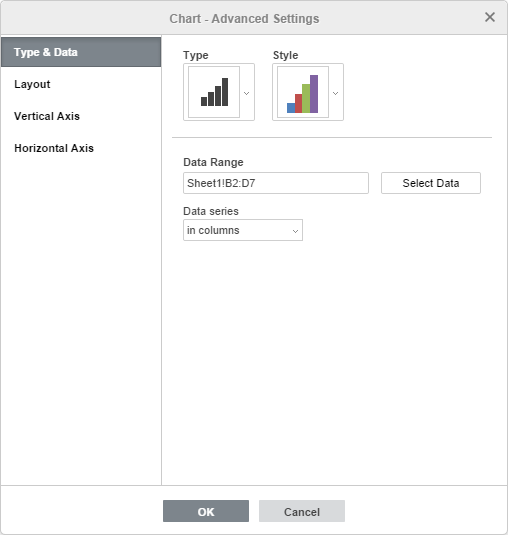 Chart - Advanced Settings
Type & Data
Layout
Vertical Axis
Horizontal Axis
Type
Style
Data Range
Sheet1!B2:D7
Select Data
Data series
in columns
OK
Cancel